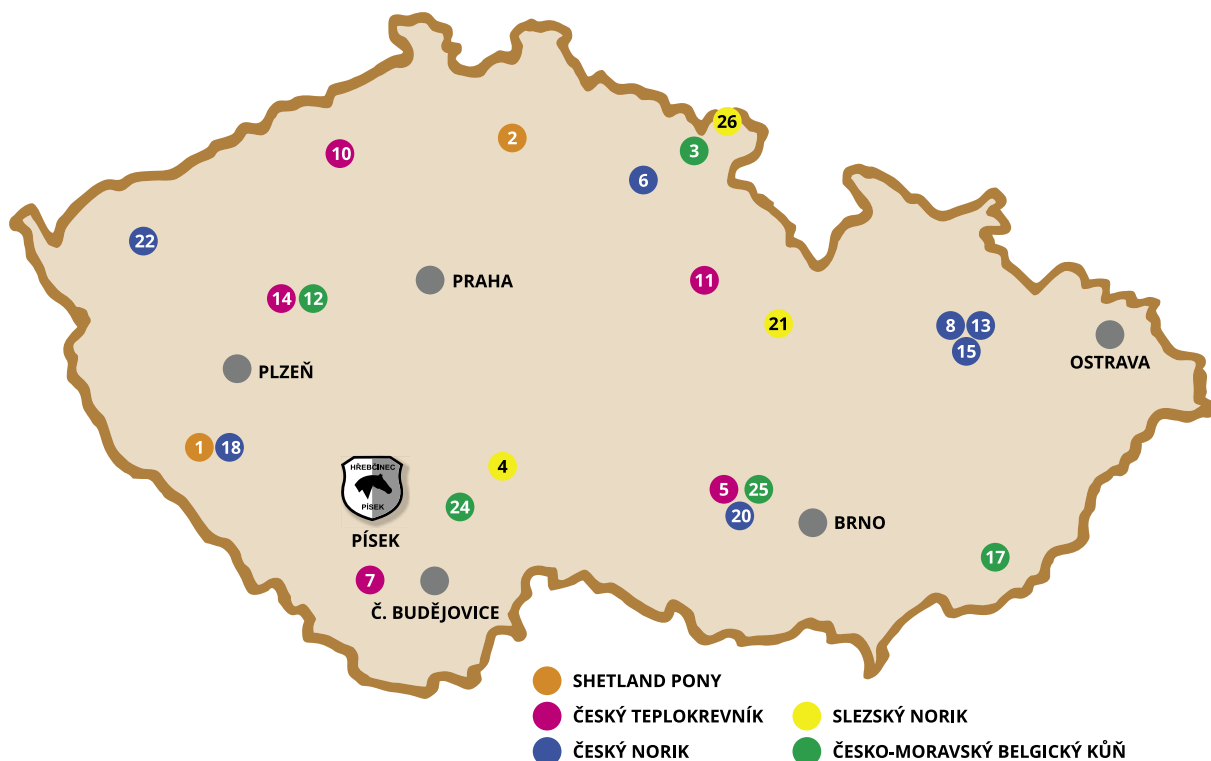 26
2
3
10
6
22
PRAHA
11
14 12
21
8 13
15
OSTRAVA
PLZEŇ
1 18
HŘEBČÍNEC
PÍSEK
PÍSEK
4
24
5 25
20
BRNO
17
7
Č. BUDĚJOVICE
SHETLAND PONY
ČESKÝ TEPLOKREVNÍK
SLEZSKÝ NORIK
ČESKÝ NORIK
ČESKO-MORAVSKÝ BELGICKÝ KŮŇ